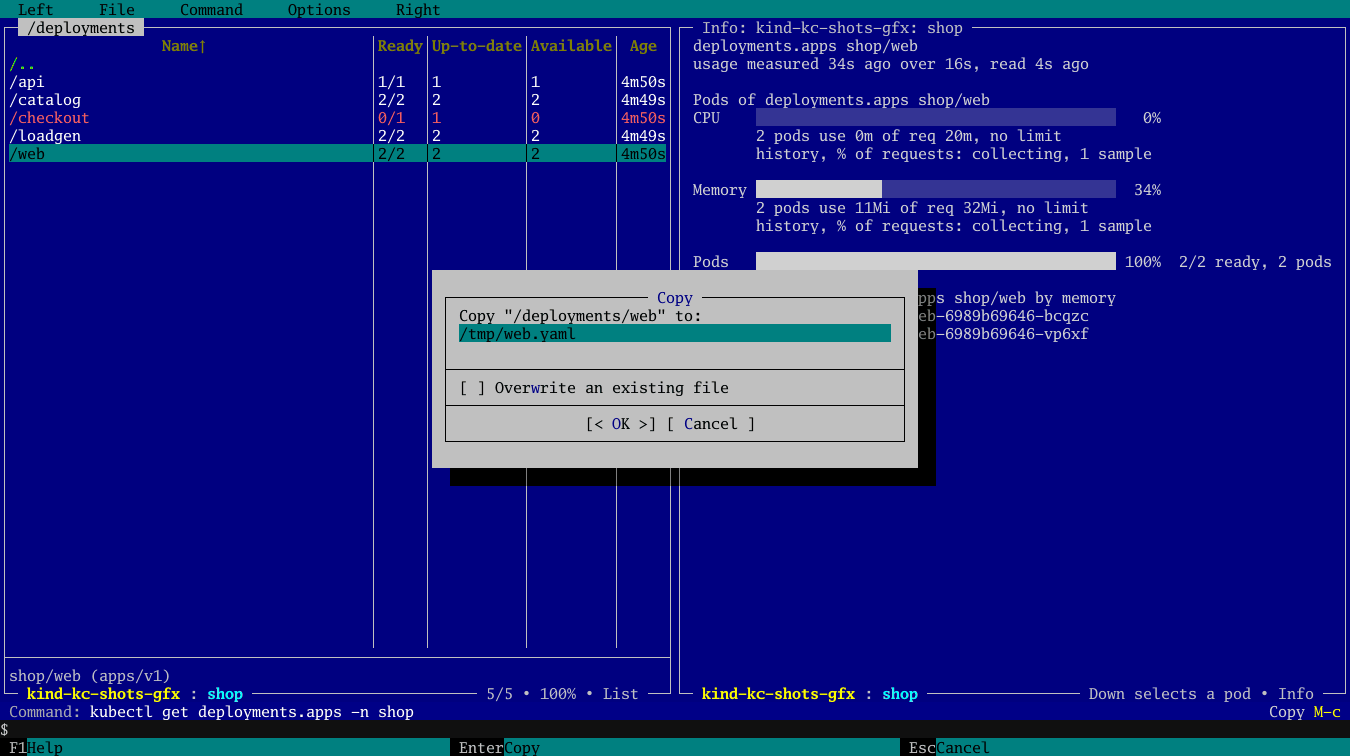 Left File Command Options Right
/deployments
Name↑ Ready Up-to-date Available Age
/..
/api 1/1 1 1 4m50s
/catalog 2/2 2 2 4m49s
/checkout 0/1 1 0 4m50s
/loadgen 2/2 2 2 4m49s
/web 2/2 2 2 4m50s
shop/web (apps/v1)
kind-kc-shots-gfx : shop 5/5 • 100% • List
Info: kind-kc-shots-gfx: shop
deployments.apps shop/web
usage measured 34s ago over 16s, read 4s ago
Pods of deployments.apps shop/web
CPU 0%
2 pods use 0m of req 20m, no limit
history, % of requests: collecting, 1 sample
Memory 34%
2 pods use 11Mi of req 32Mi, no limit
history, % of requests: collecting, 1 sample
Pods 100% 2/2 ready, 2 pods
pps shop/web by memory
eb-6989b69646-bcqzc
eb-6989b69646-vp6xf
kind-kc-shots-gfx : shop Down selects a pod • Info
Copy
Copy "/deployments/web" to:
/tmp/web.yaml
[ ] Overwrite an existing file
[< OK >] [ Cancel ]
Command: kubectl get deployments.apps -n shop Copy M-c
$
F1Help EnterCopy EscCancel